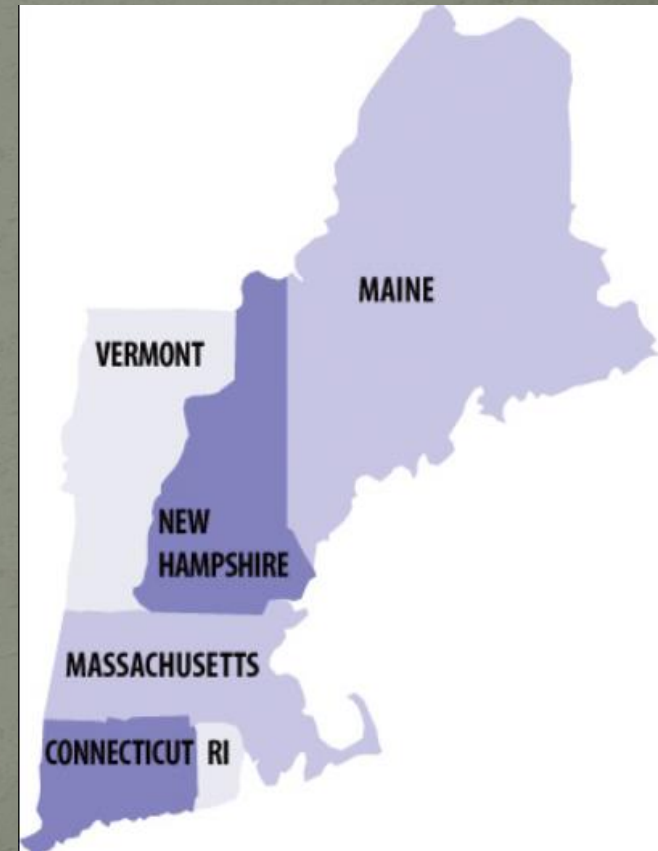 MAINE
VERMONT
NEW
HAMPSHIRE
MASSACHUSETTS
CONNECTICUT RI